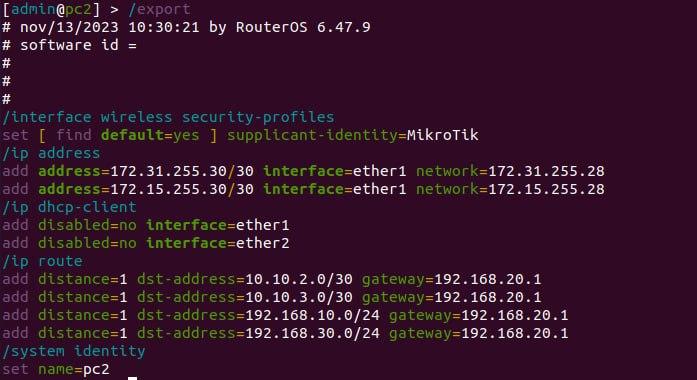 [admin@pc2] > /export
# nov/13/2023 10:30:21 by RouterOS 6.47.9
# software id =
#
#
#
/interface wireless security-profiles
set [ find default=yes ] supplicant-identity=MikroTik
/ip address
add address=172.31.255.30/30 interface=ether1 network=172.31.255.28
add address=172.15.255.30/30 interface=ether1 network=172.15.255.28
/ip dhcp-client
add disabled=no interface=ether1
add disabled=no interface=ether2
/ip route
add distance=1 dst-address=10.10.2.0/30 gateway=192.168.20.1
add distance=1 dst-address=10.10.3.0/30 gateway=192.168.20.1
add distance=1 dst-address=192.168.10.0/24 gateway=192.168.20.1
add distance=1 dst-address=192.168.30.0/24 gateway=192.168.20.1
/system identity
set name=pc2